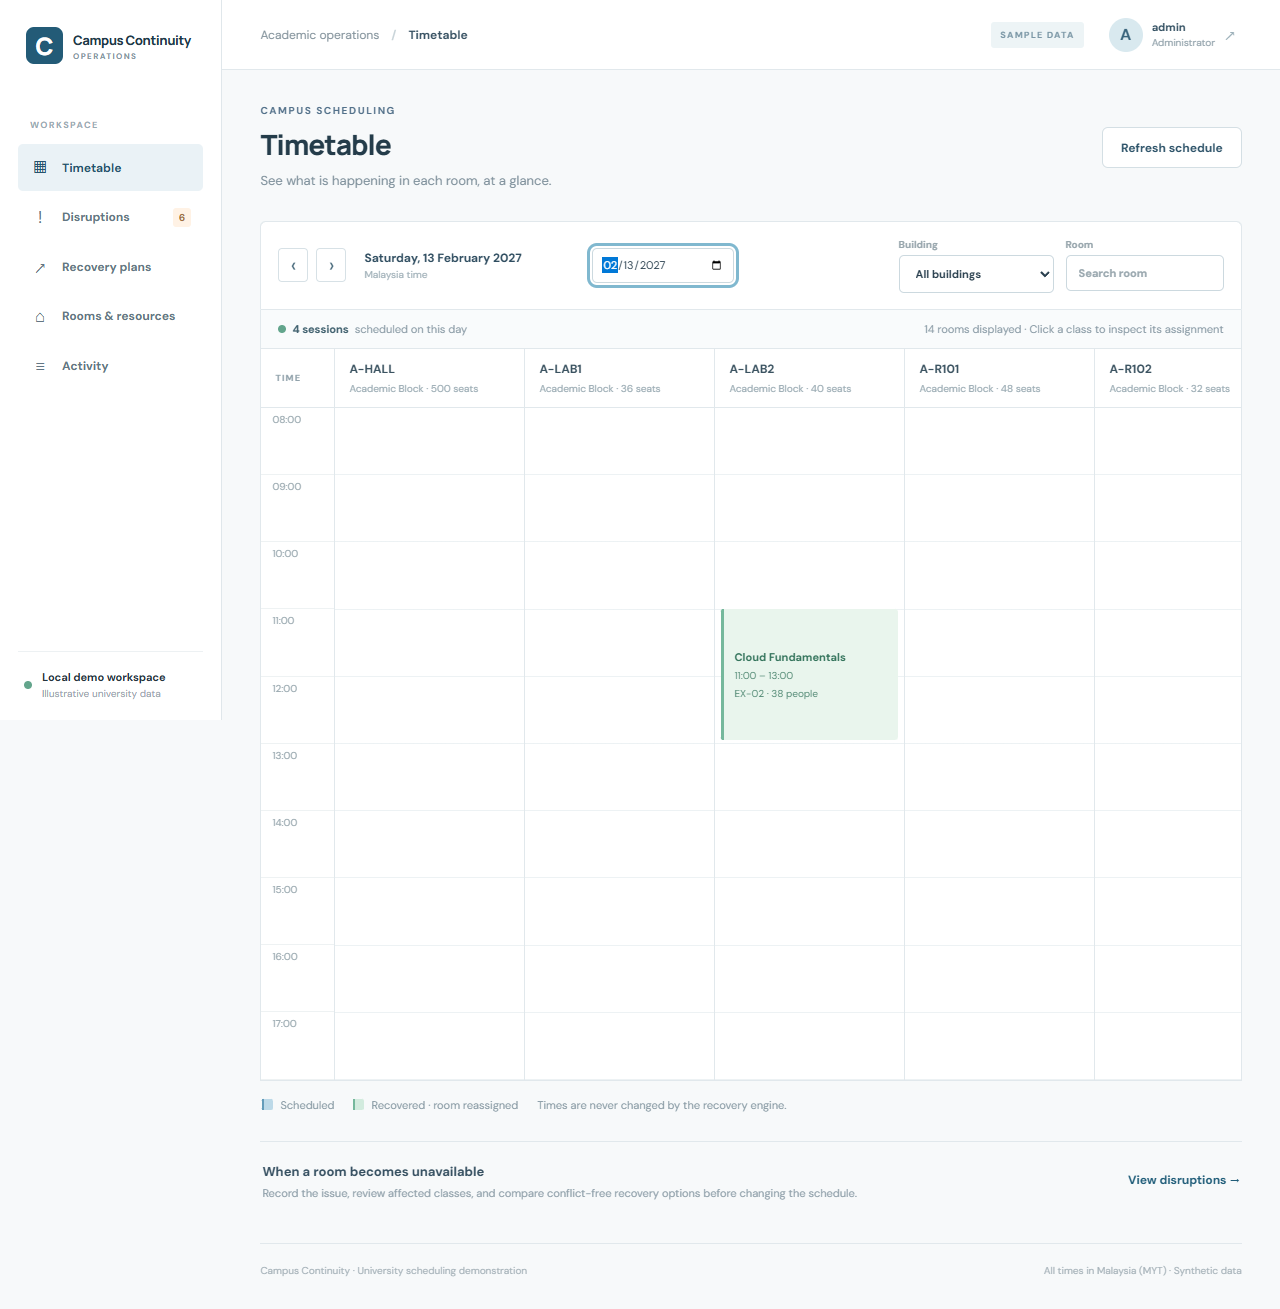 C
Campus Continuity
OPERATIONS
WORKSPACE
Timetable
Disruptions 6
Recovery plans
Rooms & resources
Activity
Local demo workspace
Illustrative university data
Academic operations / Timetable
SAMPLE DATA
A
admin
Administrator
CAMPUS SCHEDULING
Timetable
See what is happening in each room, at a glance.
Refresh schedule
Saturday, 13 February 2027
Malaysia time
02/13/2027
Building
All buildings
Room
Search room
4 sessions scheduled on this day
14 rooms displayed · Click a class to inspect its assignment
TIME
A-HALL
Academic Block · 500 seats
A-LAB1
Academic Block · 36 seats
A-LAB2
Academic Block · 40 seats
A-R101
Academic Block · 48 seats
A-R102
Academic Block · 32 seats
08:00
09:00
10:00
11:00
Cloud Fundamentals
11:00 – 13:00
EX-02 · 38 people
12:00
13:00
14:00
15:00
16:00
17:00
Scheduled
Recovered · room reassigned
Times are never changed by the recovery engine.
When a room becomes unavailable
Record the issue, review affected classes, and compare conflict-free recovery options before changing the schedule.
View disruptions →
Campus Continuity · University scheduling demonstration
All times in Malaysia (MYT) · Synthetic data